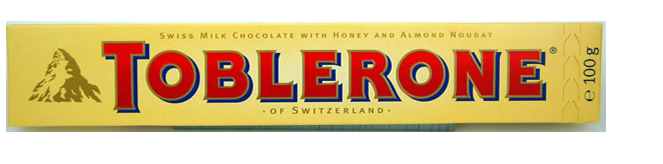 SWISS MILK CHOCOLATE WITH HONEY AND ALMOND NOUGAT
TOBLERONE®
· OF SWITZERLAND ·
℮ 100 g